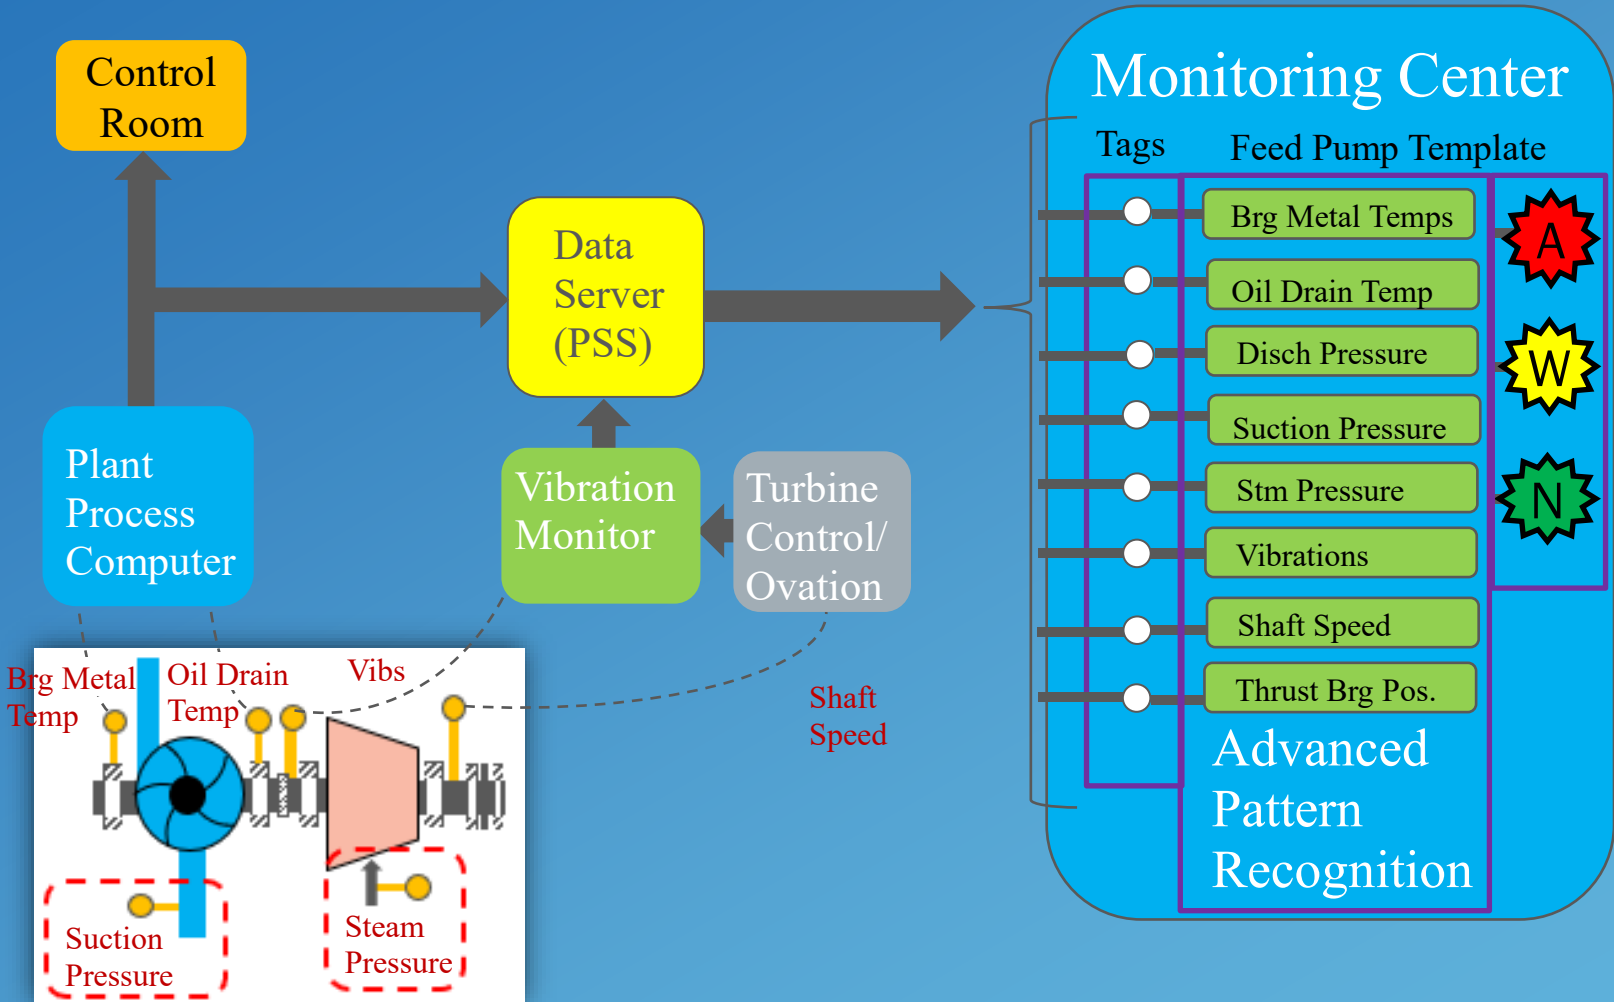 Control
Room
Data
Server
(PSS)
Plant
Process
Computer
Vibration
Monitor
Turbine
Control/
Ovation
Brg Metal
Temp
Oil Drain
Temp
Vibs
Shaft
Speed
Suction
Pressure
Steam
Pressure
Monitoring Center
Tags
Feed Pump Template
Brg Metal Temps
Oil Drain Temp
Disch Pressure
Suction Pressure
Stm Pressure
Vibrations
Shaft Speed
Thrust Brg Pos.
A
W
N
Advanced
Pattern
Recognition